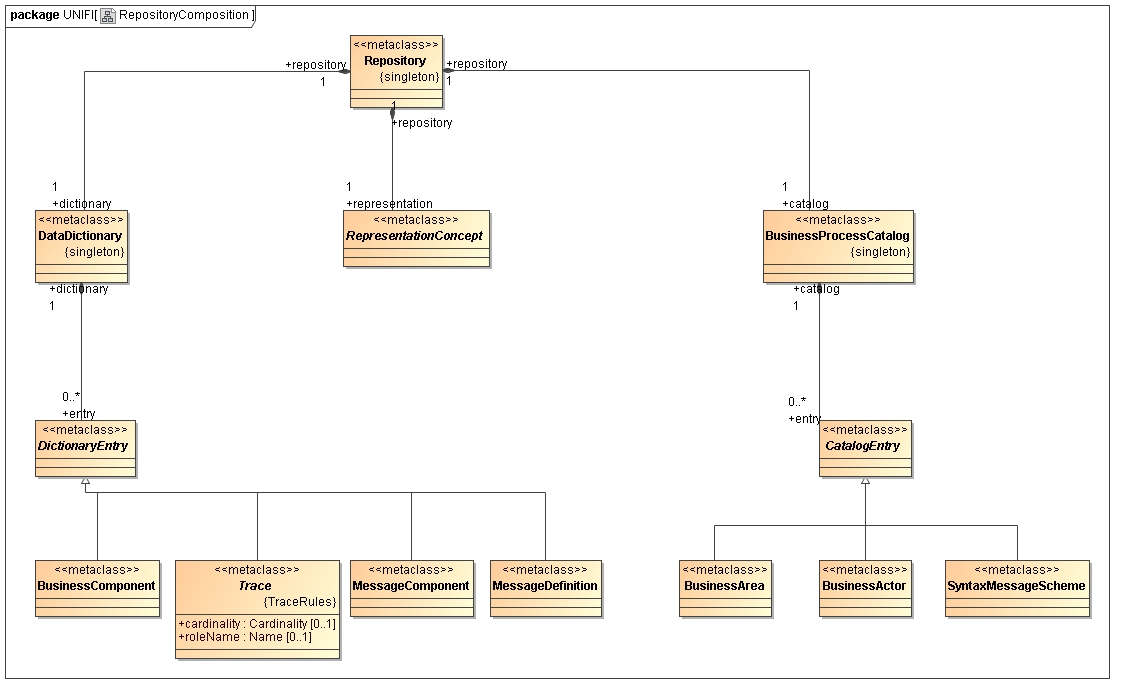 package UNIFI[ RepositoryComposition ]
<<metaclass>>
Repository
{singleton}
+repository
1
+repository
1
1
+repository
1
+dictionary
1
+representation
1
+catalog
<<metaclass>>
DataDictionary
{singleton}
<<metaclass>>
RepresentationConcept
<<metaclass>>
BusinessProcessCatalog
{singleton}
+dictionary
1
+catalog
1
0..*
+entry
0..*
+entry
<<metaclass>>
DictionaryEntry
<<metaclass>>
CatalogEntry
<<metaclass>>
BusinessComponent
<<metaclass>>
Trace
{TraceRules}
+cardinality : Cardinality [0..1]
+roleName : Name [0..1]
<<metaclass>>
MessageComponent
<<metaclass>>
MessageDefinition
<<metaclass>>
BusinessArea
<<metaclass>>
BusinessActor
<<metaclass>>
SyntaxMessageScheme